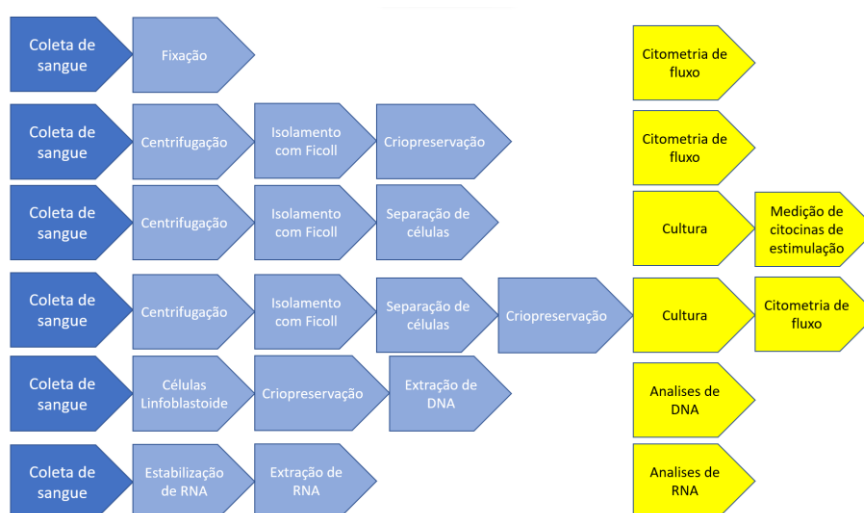 Coleta de
sangue
Fixação
Citometria de
fluxo
Coleta de
sangue
Centrifugação
Isolamento
com Ficoll
Criopreservação
Citometria de
fluxo
Coleta de
sangue
Centrifugação
Isolamento
com Ficoll
Separação de
células
Cultura
Medição de
citocinas de
estimulação
Coleta de
sangue
Centrifugação
Isolamento
com Ficoll
Separação de
células
Criopreservação
Cultura
Citometria de
fluxo
Coleta de
sangue
Células
Linfoblastoide
Criopreservação
Extração de
DNA
Analises de
DNA
Coleta de
sangue
Estabilização
de RNA
Extração de
RNA
Analises de
RNA